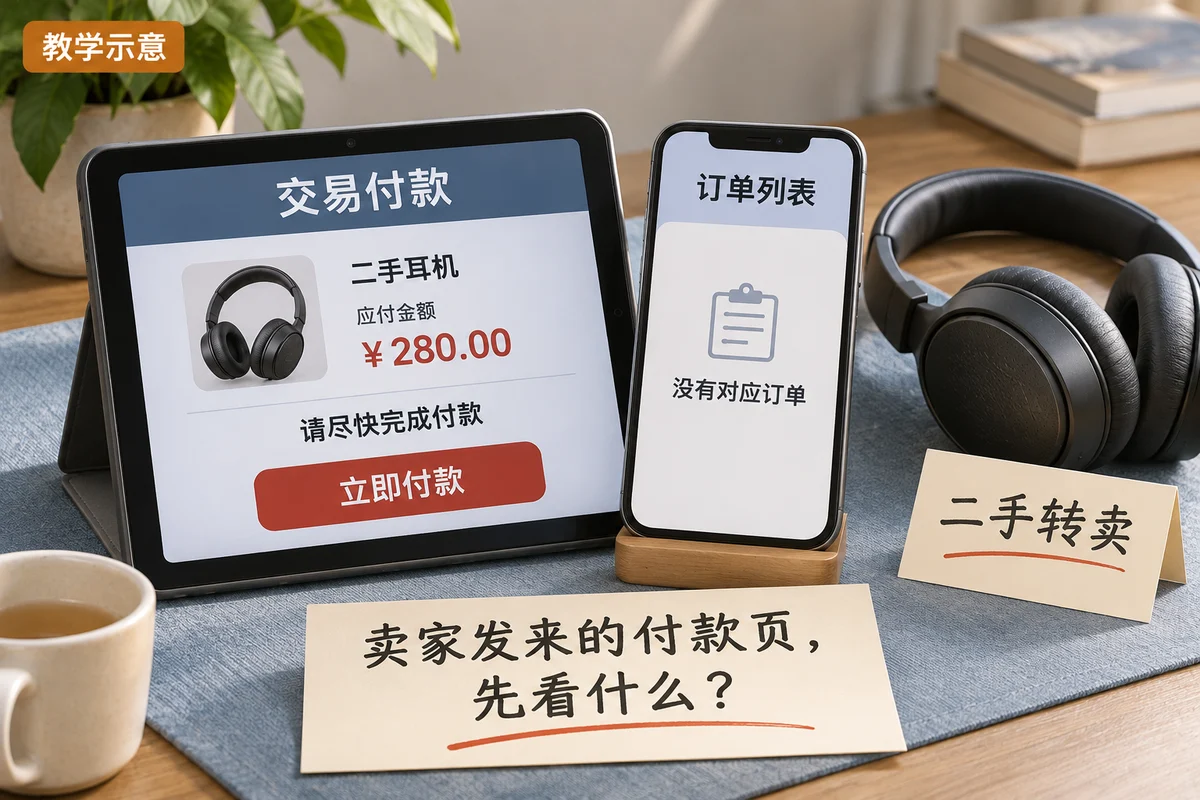 教学示意
交易付款
二手耳机
应付金额
¥280.00
请尽快完成付款
立即付款
订单列表
没有对应订单
二手转卖
卖家发来的付款页，
先看什么？